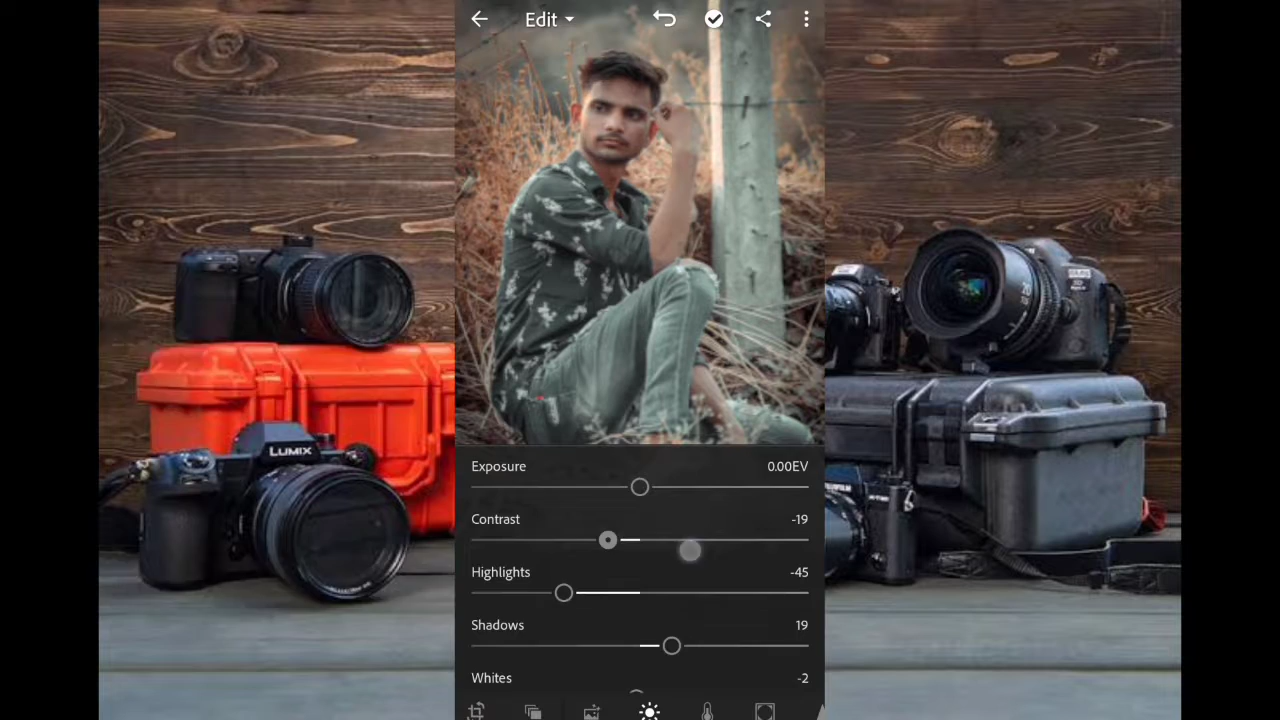 Edit
Exposure 0.00EV
Contrast -19
Highlights -45
Shadows 19
Whites -2
LUMIX